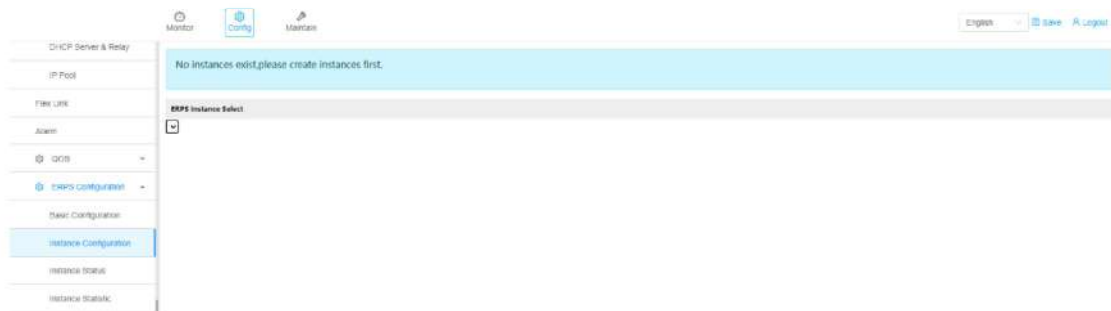 Monitor
Config
Maintain
English
Save
Logout
DHCP Server & Relay
IP Pool
Flex Link
Alarm
QOS
ERPS Configuration
Basic Configuration
Instance Configuration
Instance Status
Instance Statistic
No instances exist,please create instances first.
ERPS Instance Select